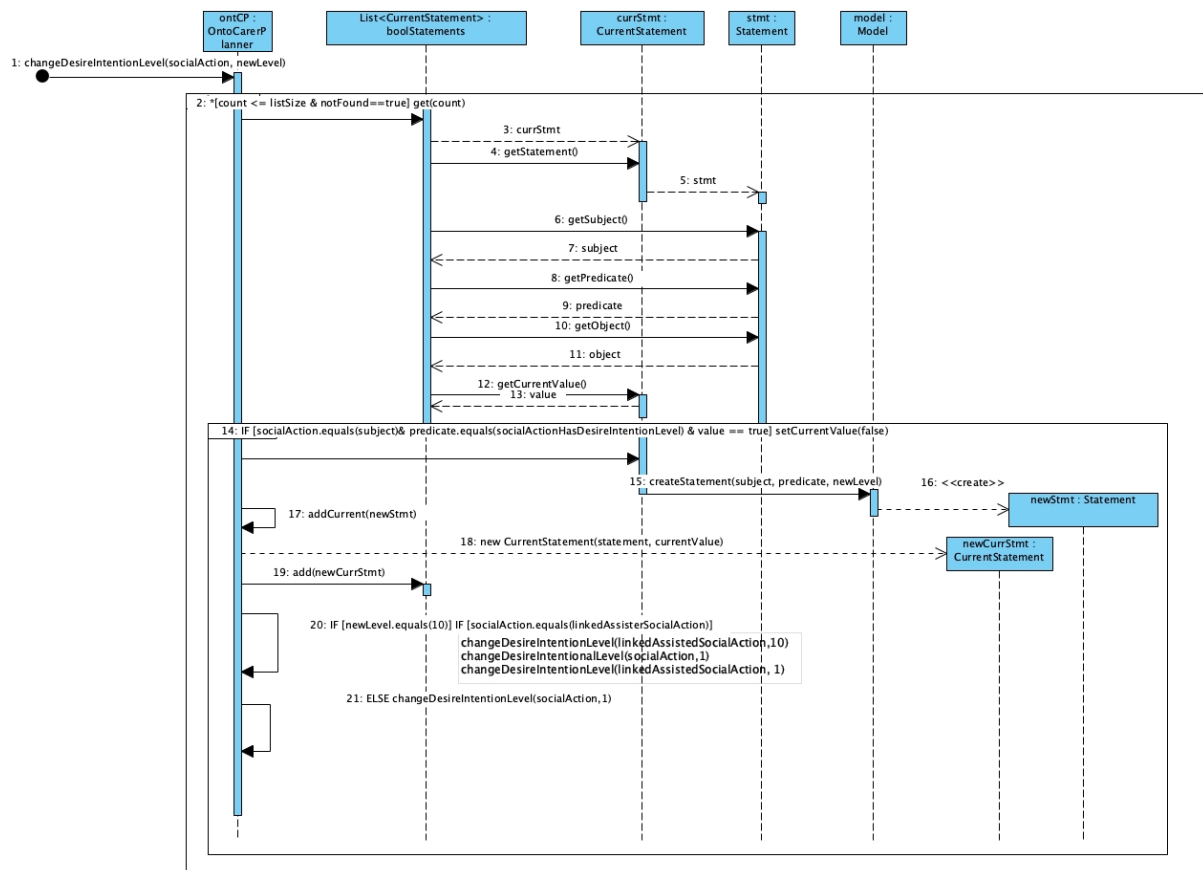 ontCP :
OntoCarerP
lanner
List<CurrentStatement> :
boolStatements
currStmt :
CurrentStatement
stmt :
Statement
model :
Model
1: changeDesireIntentionLevel(socialAction, newLevel)
2: *[count <= listSize & notFound==true] get(count)
3: currStmt
4: getStatement()
5: stmt
6: getSubject()
7: subject
8: getPredicate()
9: predicate
10: getObject()
11: object
12: getCurrentValue()
13: value
14: IF [socialAction.equals(subject)& predicate.equals(socialActionHasDesireIntentionLevel) & value == true] setCurrentValue(false)
15: createStatement(subject, predicate, newLevel)
16: <<create>>
newStmt : Statement
17: addCurrent(newStmt)
18: new CurrentStatement(statement, currentValue)
newCurrStmt :
CurrentStatement
19: add(newCurrStmt)
20: IF [newLevel.equals(10)] IF [socialAction.equals(linkedAssisterSocialAction)]
changeDesireIntentionLevel(linkedAssistedSocialAction,10)
changeDesireIntentionalLevel(socialAction,1)
changeDesireIntentionLevel(linkedAssistedSocialAction, 1)
21: ELSE changeDesireIntentionLevel(socialAction,1)